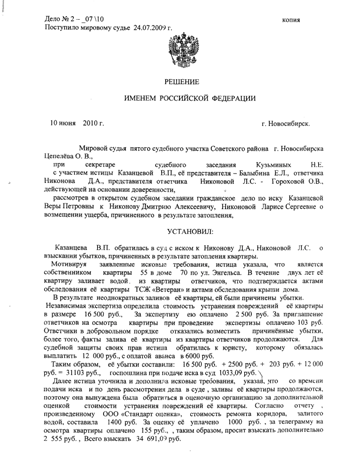 Дело № 2 – _07 \10 копия
Поступило мировому судье 24.07.2009 г.
РЕШЕНИЕ
ИМЕНЕМ РОССИЙСКОЙ ФЕДЕРАЦИИ
10 июня 2010 г. г. Новосибирск.
Мировой судья пятого судебного участка Советского района г. Новосибирска
Цепелёва О. В.,
при секретаре судебного заседания Кузьминых Н.Е.
с участием истицы Казанцевой В.П., её представителя – Балыбина Е.Л., ответчика
Никонова Д.А., представителя ответчика Никоновой Л.С. - Гороховой О.В.,
действующей на основании доверенности,
рассмотрев в открытом судебном заседании гражданское дело по иску Казанцевой
Веры Петровны к Никонову Дмитрию Алексеевичу, Никоновой Ларисе Сергеевне о
возмещении ущерба, причиненного в результате затопления,
УСТАНОВИЛ:
Казанцева В.П. обратилась в суд с иском к Никонову Д.А., Никоновой Л.С. о
взыскании убытков, причиненных в результате затопления квартиры.
Мотивируя заявленные исковые требования, истица указала, что является
собственником квартиры 55 в доме 70 по ул. Энгельса. В течение двух лет её
квартиру заливает водой из квартиры ответчиков, что подтверждается актами
обследования её квартиры ТСЖ «Ветеран» и актами обследования крыши дома.
В результате неоднократных заливов её квартиры, ей были причинены убытки.
Независимая экспертиза определила стоимость устранения повреждений её квартиры
в размере 16 500 руб., За экспертизу ею оплачено 2 500 руб. За приглашение
ответчиков на осмотра квартиры при проведение экспертизы оплачено 103 руб.
Ответчики в добровольном порядке отказались возместить причинённые убытки,
более того, факты залива её квартиры из квартиры ответчиков продолжаются. Для
судебной защиты своих прав истица обратилась к юристу, которому обязалась
выплатить 12 000 руб., с оплатой аванса в 6000 руб.
Таким образом, её убытки составили: 16 500 руб. + 2500 руб. + 203 руб. + 12 000
руб. = 31103 руб., госпошлина при подаче иска в суд 1033,09 руб.
Далее истица уточнила и дополнила исковые требования, указав, что со времени
подачи иска и по день рассмотрения дела в суде , заливы её квартиры продолжаются,
поэтому она вынуждена была обратиться в оценочную организацию за дополнительной
оценкой стоимости устранения повреждений её квартиры. Согласно отчету ,
произведенному ООО «Стандарт оценка», стоимость ремонта коридора, залитого
водой, составила 1400 руб. За оценку её уплачено 1000 руб. , за телеграмму на
осмотра квартиры оплачено 155 руб., , таким образом, просит взыскать дополнительно
2 555 руб. , Всего взыскать 34 691,09 руб.